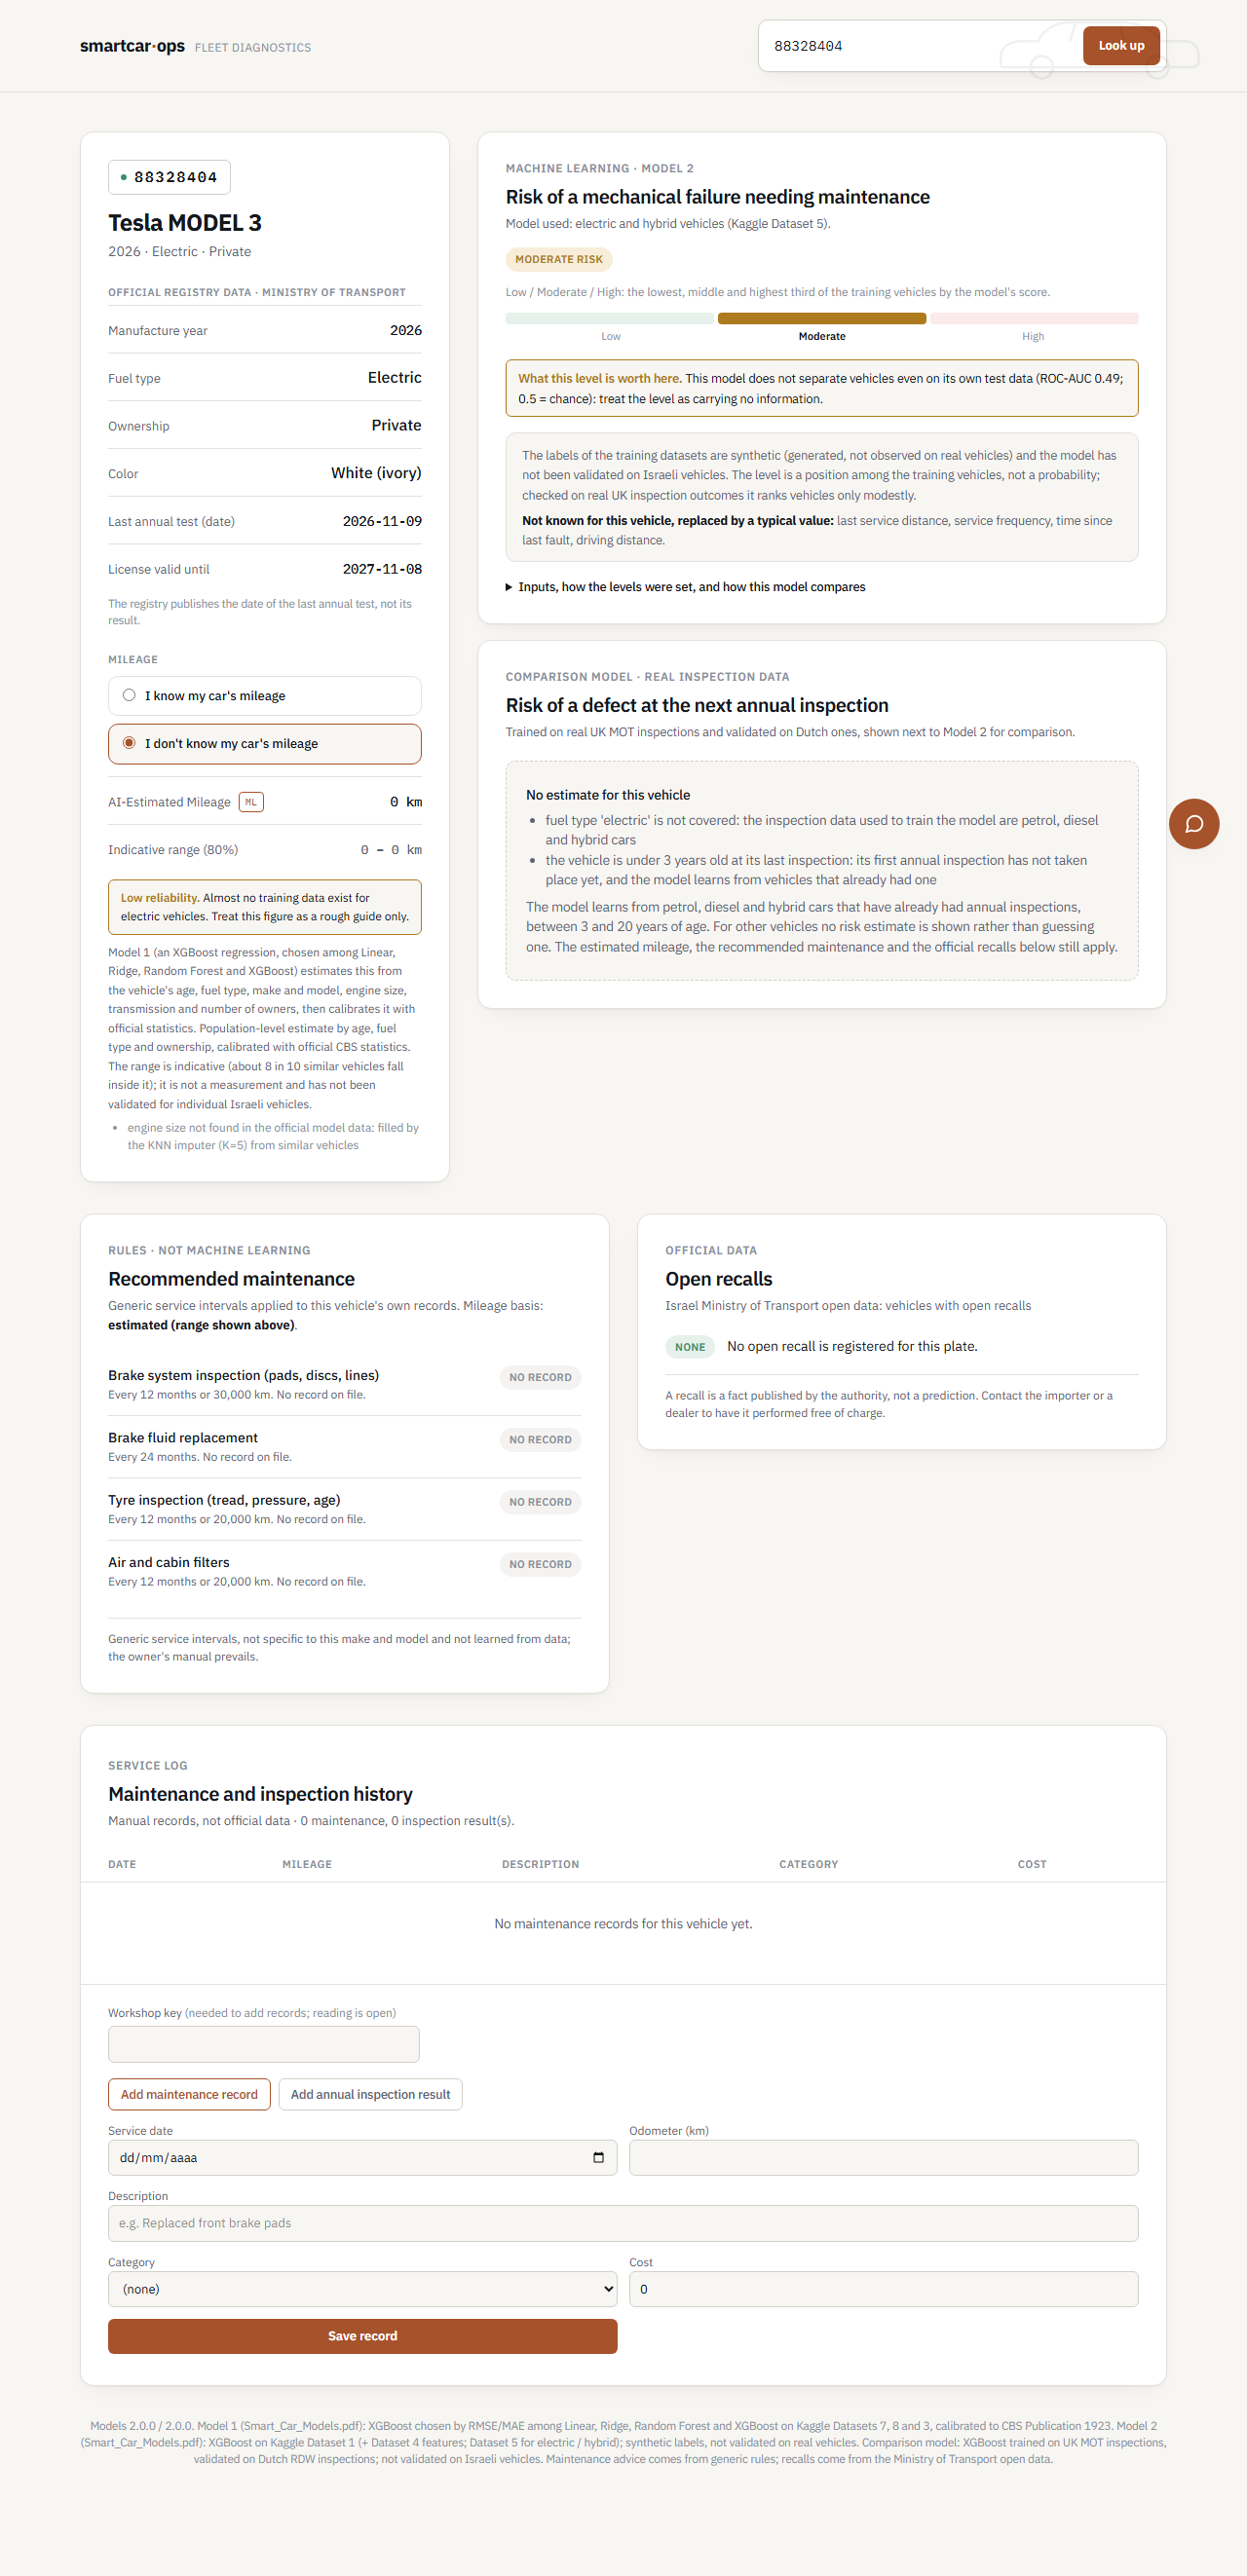 smartcar·ops FLEET DIAGNOSTICS
88328404
Look up
88328404
Tesla MODEL 3
2026 · Electric · Private
OFFICIAL REGISTRY DATA · MINISTRY OF TRANSPORT
Manufacture year 2026
Fuel type Electric
Ownership Private
Color White (ivory)
Last annual test (date) 2026-11-09
License valid until 2027-11-08
The registry publishes the date of the last annual test, not its
result.
MILEAGE
I know my car's mileage
I don't know my car's mileage
AI-Estimated Mileage ML 0 km
Indicative range (80%) 0 – 0 km
Low reliability. Almost no training data exist for
electric vehicles. Treat this figure as a rough guide only.
Model 1 (an XGBoost regression, chosen among Linear,
Ridge, Random Forest and XGBoost) estimates this from
the vehicle's age, fuel type, make and model, engine size,
transmission and number of owners, then calibrates it with
official statistics. Population-level estimate by age, fuel
type and ownership, calibrated with official CBS statistics.
The range is indicative (about 8 in 10 similar vehicles fall
inside it); it is not a measurement and has not been
validated for individual Israeli vehicles.
• engine size not found in the official model data: filled by
the KNN imputer (K=5) from similar vehicles
MACHINE LEARNING · MODEL 2
Risk of a mechanical failure needing maintenance
Model used: electric and hybrid vehicles (Kaggle Dataset 5).
MODERATE RISK
Low / Moderate / High: the lowest, middle and highest third of the training vehicles by the model's score.
Low Moderate High
What this level is worth here. This model does not separate vehicles even on its own test data (ROC-AUC 0.49;
0.5 = chance): treat the level as carrying no information.
The labels of the training datasets are synthetic (generated, not observed on real vehicles) and the model has
not been validated on Israeli vehicles. The level is a position among the training vehicles, not a probability;
checked on real UK inspection outcomes it ranks vehicles only modestly.
Not known for this vehicle, replaced by a typical value: last service distance, service frequency, time since
last fault, driving distance.
▶ Inputs, how the levels were set, and how this model compares
COMPARISON MODEL · REAL INSPECTION DATA
Risk of a defect at the next annual inspection
Trained on real UK MOT inspections and validated on Dutch ones, shown next to Model 2 for comparison.
No estimate for this vehicle
• fuel type 'electric' is not covered: the inspection data used to train the model are petrol, diesel
and hybrid cars
• the vehicle is under 3 years old at its last inspection: its first annual inspection has not taken
place yet, and the model learns from vehicles that already had one
The model learns from petrol, diesel and hybrid cars that have already had annual inspections,
between 3 and 20 years of age. For other vehicles no risk estimate is shown rather than guessing
one. The estimated mileage, the recommended maintenance and the official recalls below still apply.
RULES · NOT MACHINE LEARNING
Recommended maintenance
Generic service intervals applied to this vehicle's own records. Mileage basis:
estimated (range shown above).
Brake system inspection (pads, discs, lines) NO RECORD
Every 12 months or 30,000 km. No record on file.
Brake fluid replacement NO RECORD
Every 24 months. No record on file.
Tyre inspection (tread, pressure, age) NO RECORD
Every 12 months or 20,000 km. No record on file.
Air and cabin filters NO RECORD
Every 12 months or 20,000 km. No record on file.
Generic service intervals, not specific to this make and model and not learned from data;
the owner's manual prevails.
OFFICIAL DATA
Open recalls
Israel Ministry of Transport open data: vehicles with open recalls
NONE No open recall is registered for this plate.
A recall is a fact published by the authority, not a prediction. Contact the importer or a
dealer to have it performed free of charge.
SERVICE LOG
Maintenance and inspection history
Manual records, not official data · 0 maintenance, 0 inspection result(s).
DATE MILEAGE DESCRIPTION CATEGORY COST
No maintenance records for this vehicle yet.
Workshop key (needed to add records; reading is open)
Add maintenance record Add annual inspection result
Service date Odometer (km)
dd/mm/aaaa
Description
e.g. Replaced front brake pads
Category Cost
(none) 0
Save record
Models 2.0.0 / 2.0.0. Model 1 (Smart_Car_Models.pdf): XGBoost chosen by RMSE/MAE among Linear, Ridge, Random Forest and XGBoost on Kaggle Datasets 7, 8 and 3, calibrated to CBS Publication 1923. Model 2
(Smart_Car_Models.pdf): XGBoost on Kaggle Dataset 1 (+ Dataset 4 features; Dataset 5 for electric / hybrid); synthetic labels, not validated on real vehicles. Comparison model: XGBoost trained on UK MOT inspections,
validated on Dutch RDW inspections; not validated on Israeli vehicles. Maintenance advice comes from generic rules; recalls come from the Ministry of Transport open data.